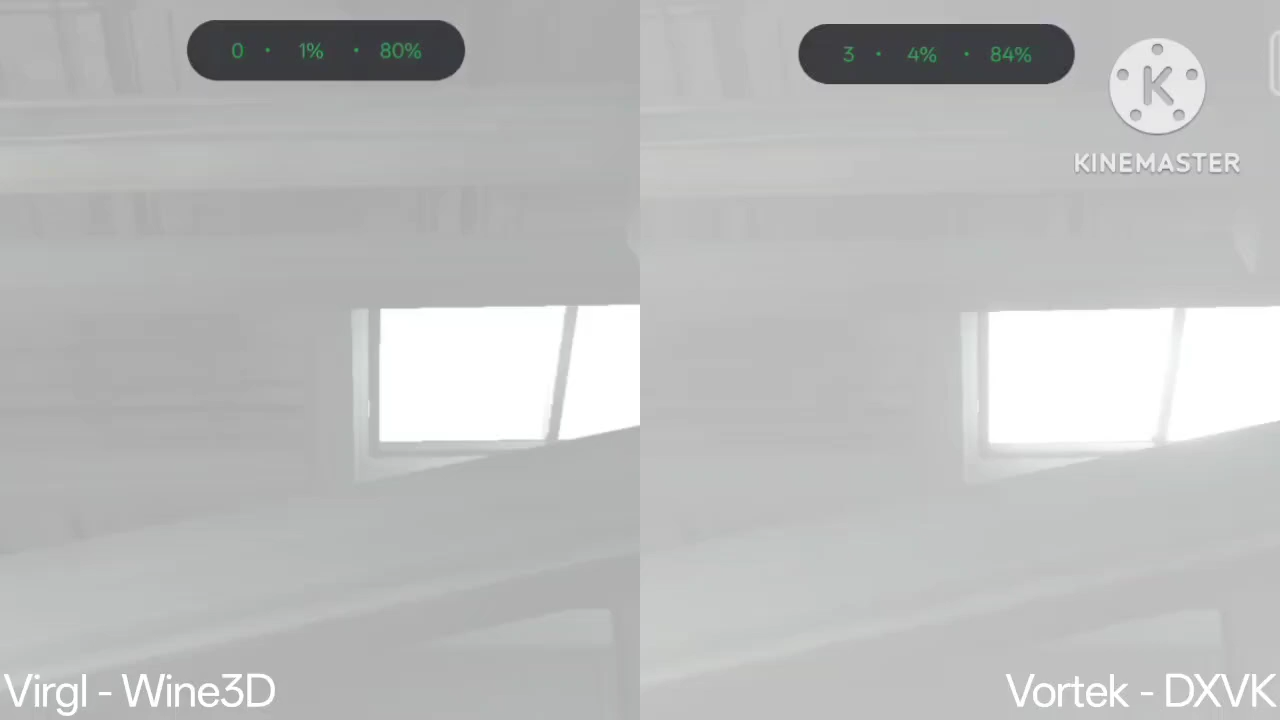 0 • 1% • 80%
3 • 4% • 84%
K
KINEMASTER
Virgl - Wine3D
Vortek - DXVK